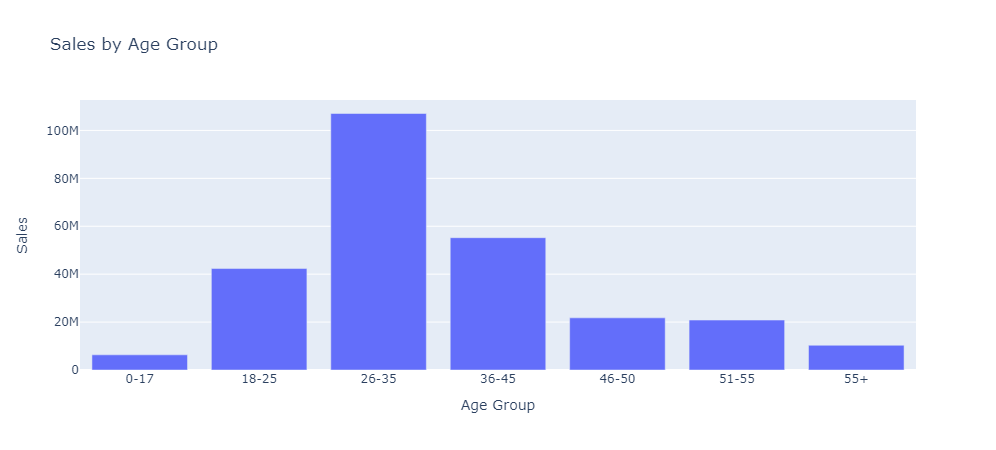 Sales by Age Group
100M
80M
60M
40M
20M
0
Sales
0-17 18-25 26-35 36-45 46-50 51-55 55+
Age Group